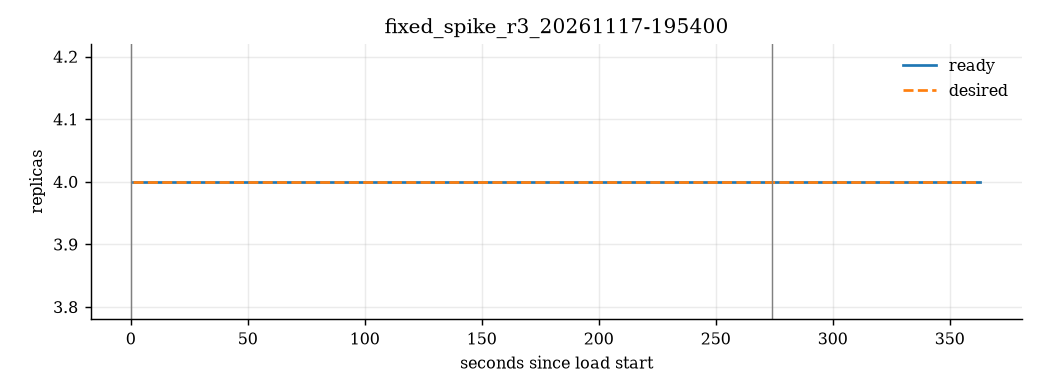 fixed_spike_r3_20261117-195400
ready
desired
replicas
4.2
4.1
4.0
3.9
3.8
0 50 100 150 200 250 300 350
seconds since load start